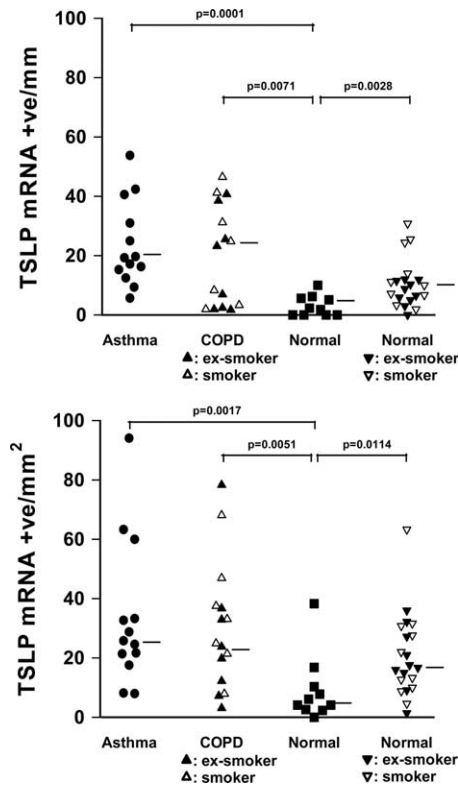 TSLP mRNA +ve/mm
100
80
60
40
20
0
p=0.0001
p=0.0071
p=0.0028
Asthma COPD Normal Normal
▲: ex-smoker ▼: ex-smoker
△: smoker ▽: smoker
TSLP mRNA +ve/mm²
100
80
60
40
20
0
p=0.0017
p=0.0051
p=0.0114
Asthma COPD Normal Normal
▲: ex-smoker ▼: ex-smoker
△: smoker ▽: smoker